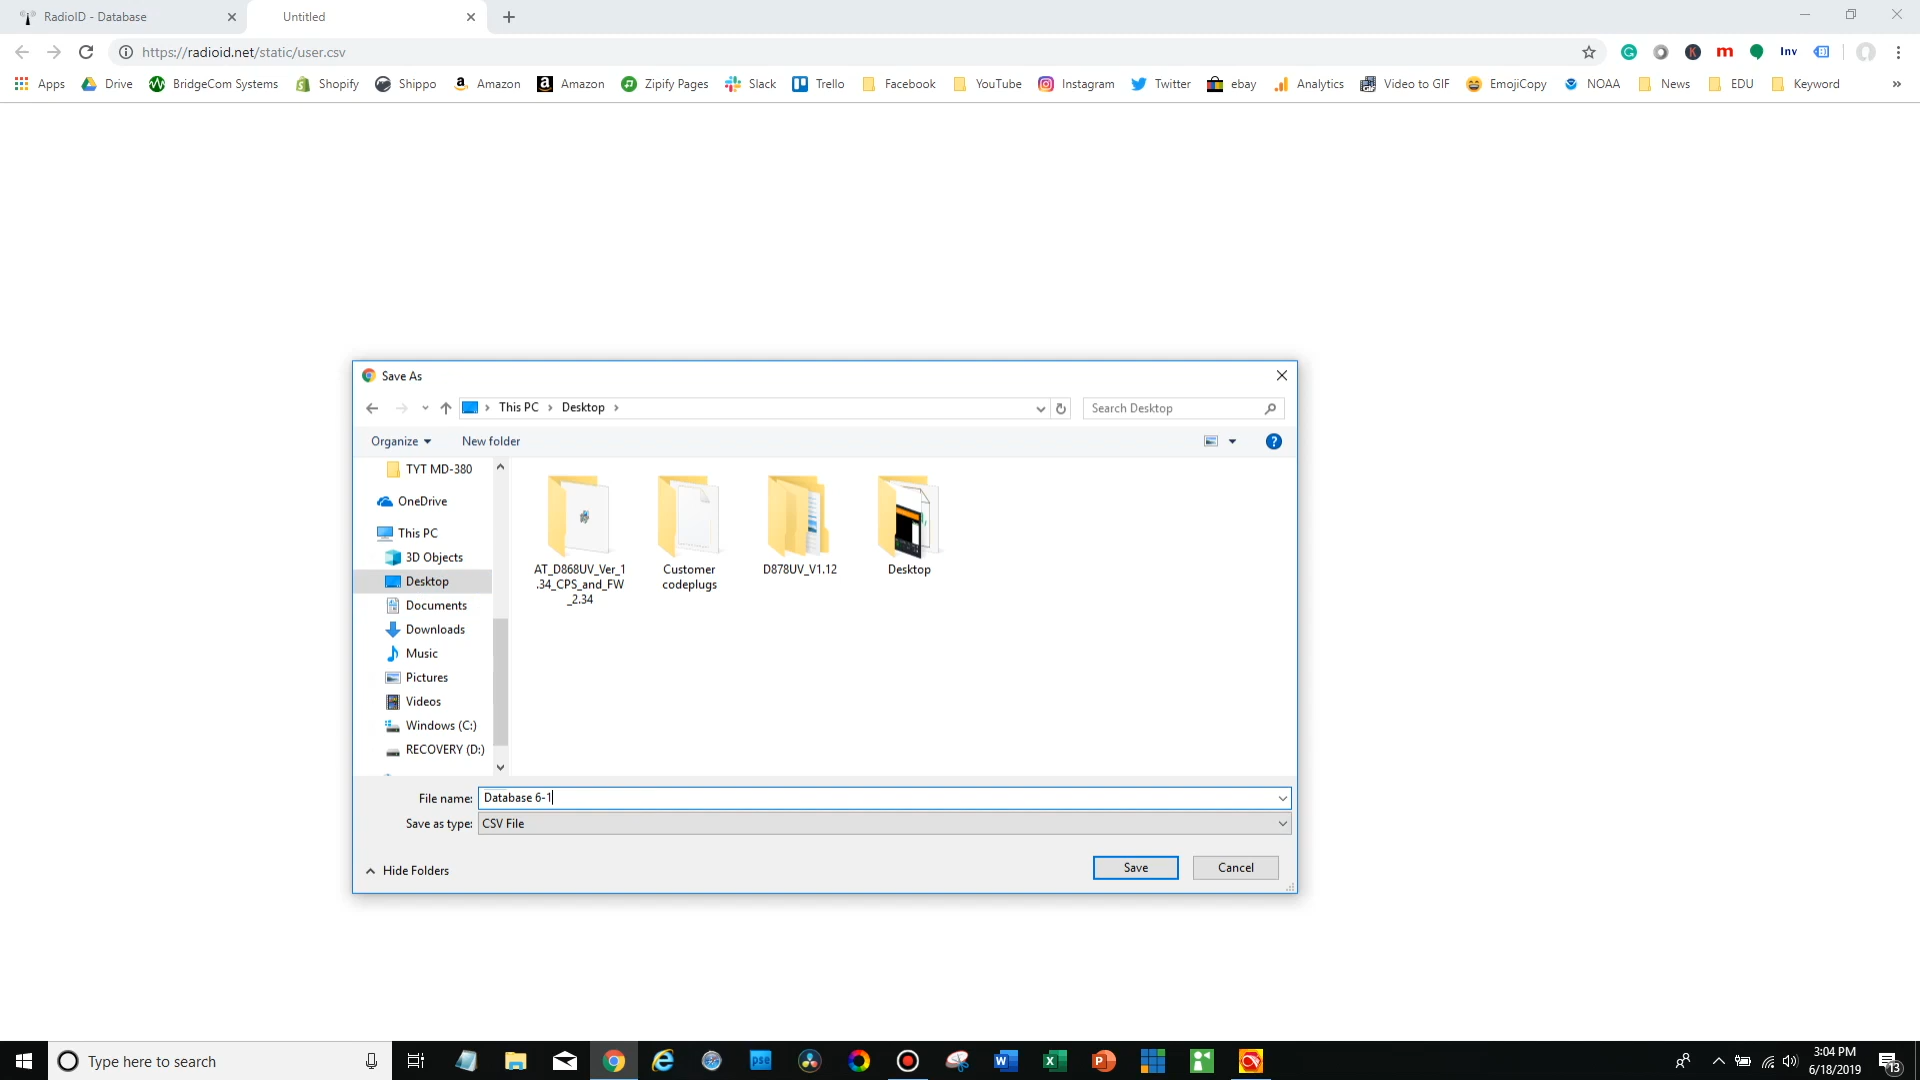 RadioID - Database
Untitled
https://radioid.net/static/user.csv
Inv
Apps
Drive
BridgeCom Systems
Shopify
Shippo
Amazon
Amazon
Zipify Pages
Slack
Trello
Facebook
YouTube
Instagram
Twitter
ebay
Analytics
Video to GIF
EmojiCopy
NOAA
News
EDU
Keyword
»
Save As
This PC
Desktop
Search Desktop
Organize
New folder
TYT MD-380
OneDrive
This PC
3D Objects
Desktop
Documents
Downloads
Music
Pictures
Videos
Windows (C:)
RECOVERY (D:)
AT_D868UV_Ver_1
.34_CPS_and_FW
_2.34
Customer
codeplugs
D878UV_V1.12
Desktop
File name: Database 6-1
Save as type: CSV File
Hide Folders
Save
Cancel
Type here to search
pse
3:04 PM
6/18/2019
13